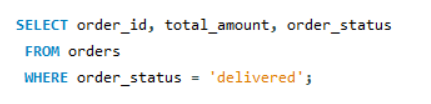 SELECT order_id, total_amount, order_status
FROM orders
WHERE order_status = 'delivered';